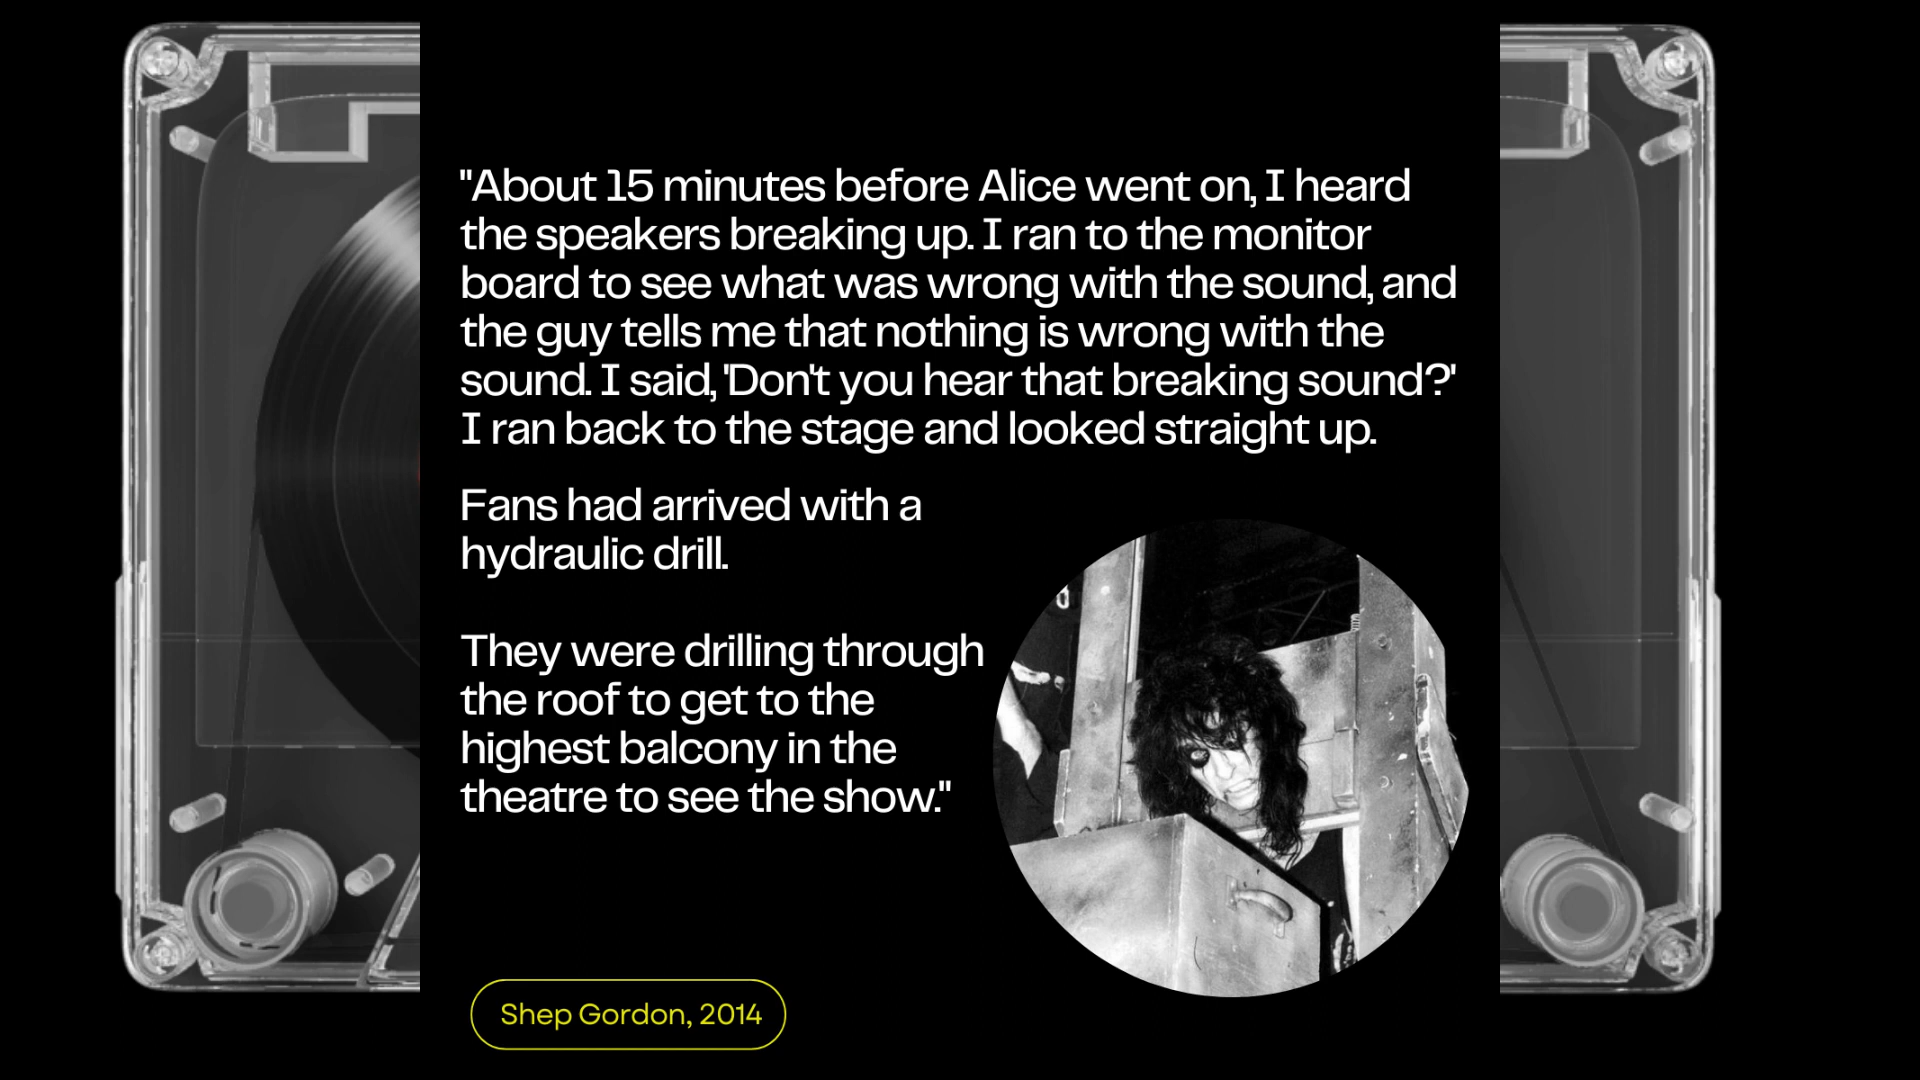 "About 15 minutes before Alice went on, I heard
the speakers breaking up. I ran to the monitor
board to see what was wrong with the sound, and
the guy tells me that nothing is wrong with the
sound. I said, 'Don't you hear that breaking sound?'
I ran back to the stage and looked straight up.
Fans had arrived with a
hydraulic drill.
They were drilling through
the roof to get to the
highest balcony in the
theatre to see the show."
Shep Gordon, 2014